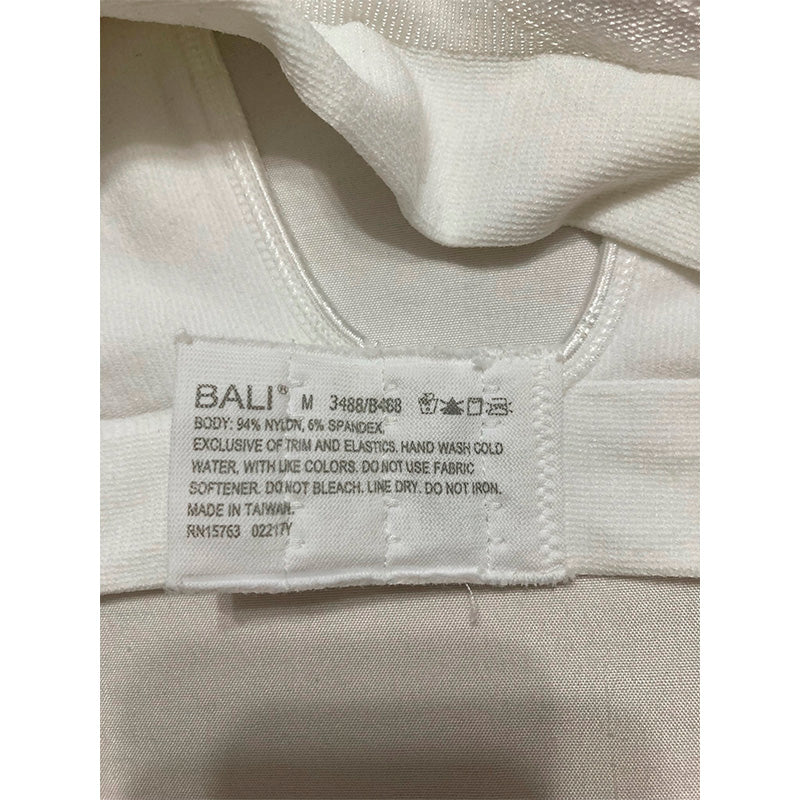 BALI® M 3488/B488
BODY: 94% NYLON, 6% SPANDEX,
EXCLUSIVE OF TRIM AND ELASTICS. HAND WASH COLD
WATER, WITH LIKE COLORS. DO NOT USE FABRIC
SOFTENER. DO NOT BLEACH. LINE DRY. DO NOT IRON.
MADE IN TAIWAN.
RN15763 02217Y